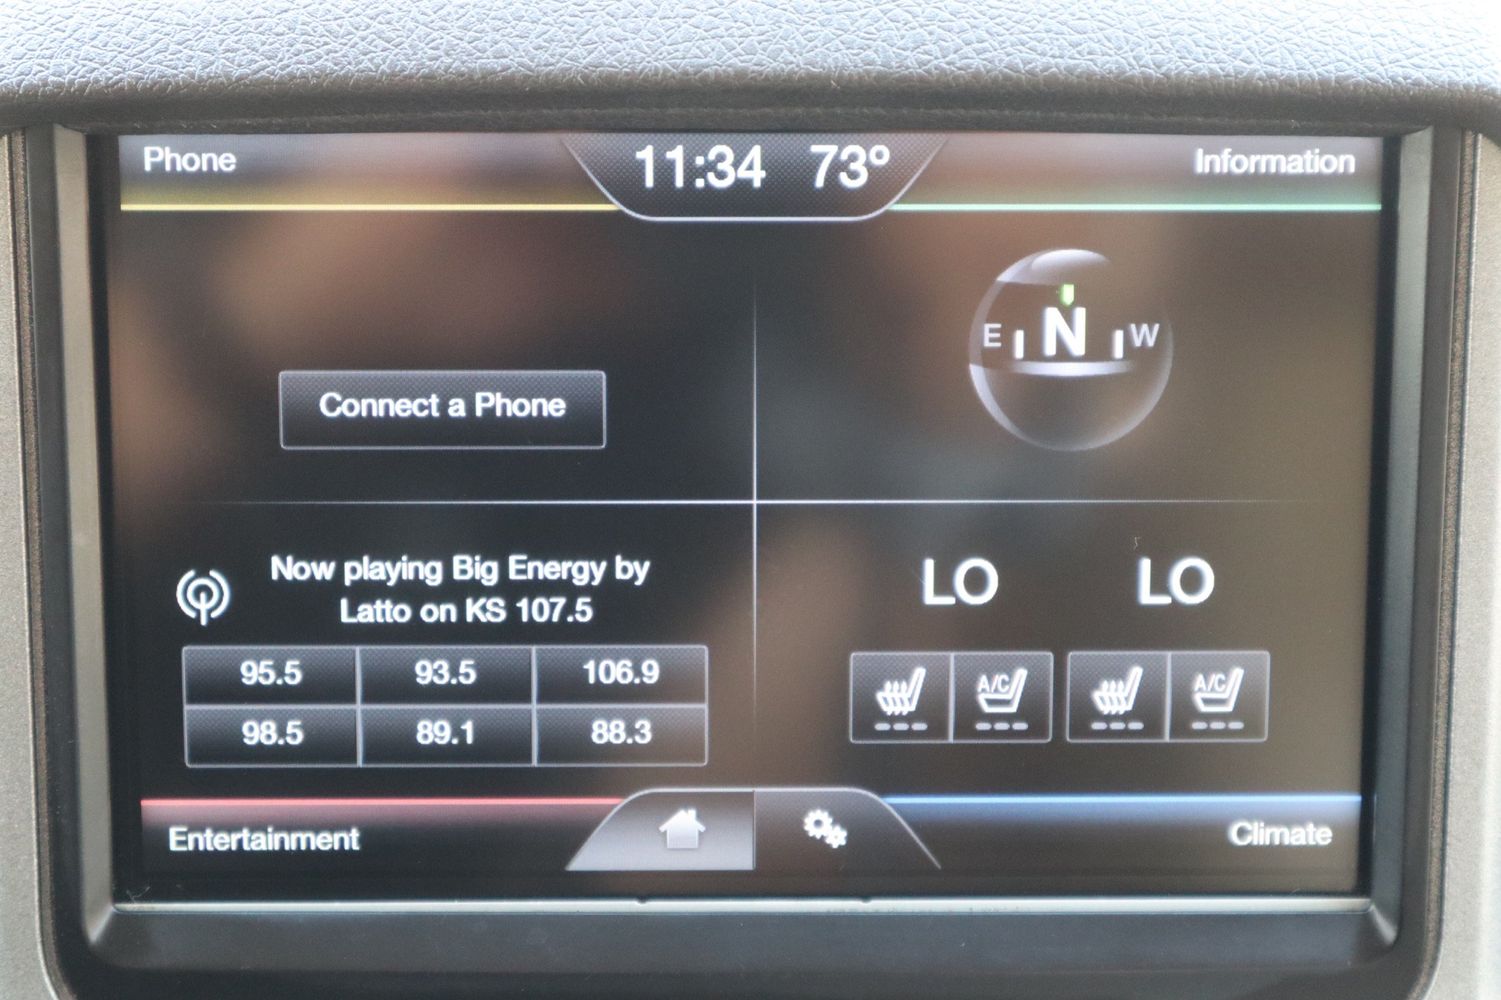 Phone
11:34 73º
Information
E N W
Connect a Phone
Now playing Big Energy by
Latto on KS 107.5
95.5 93.5 106.9
98.5 89.1 88.3
LO LO
A/C A/C
Entertainment
Climate